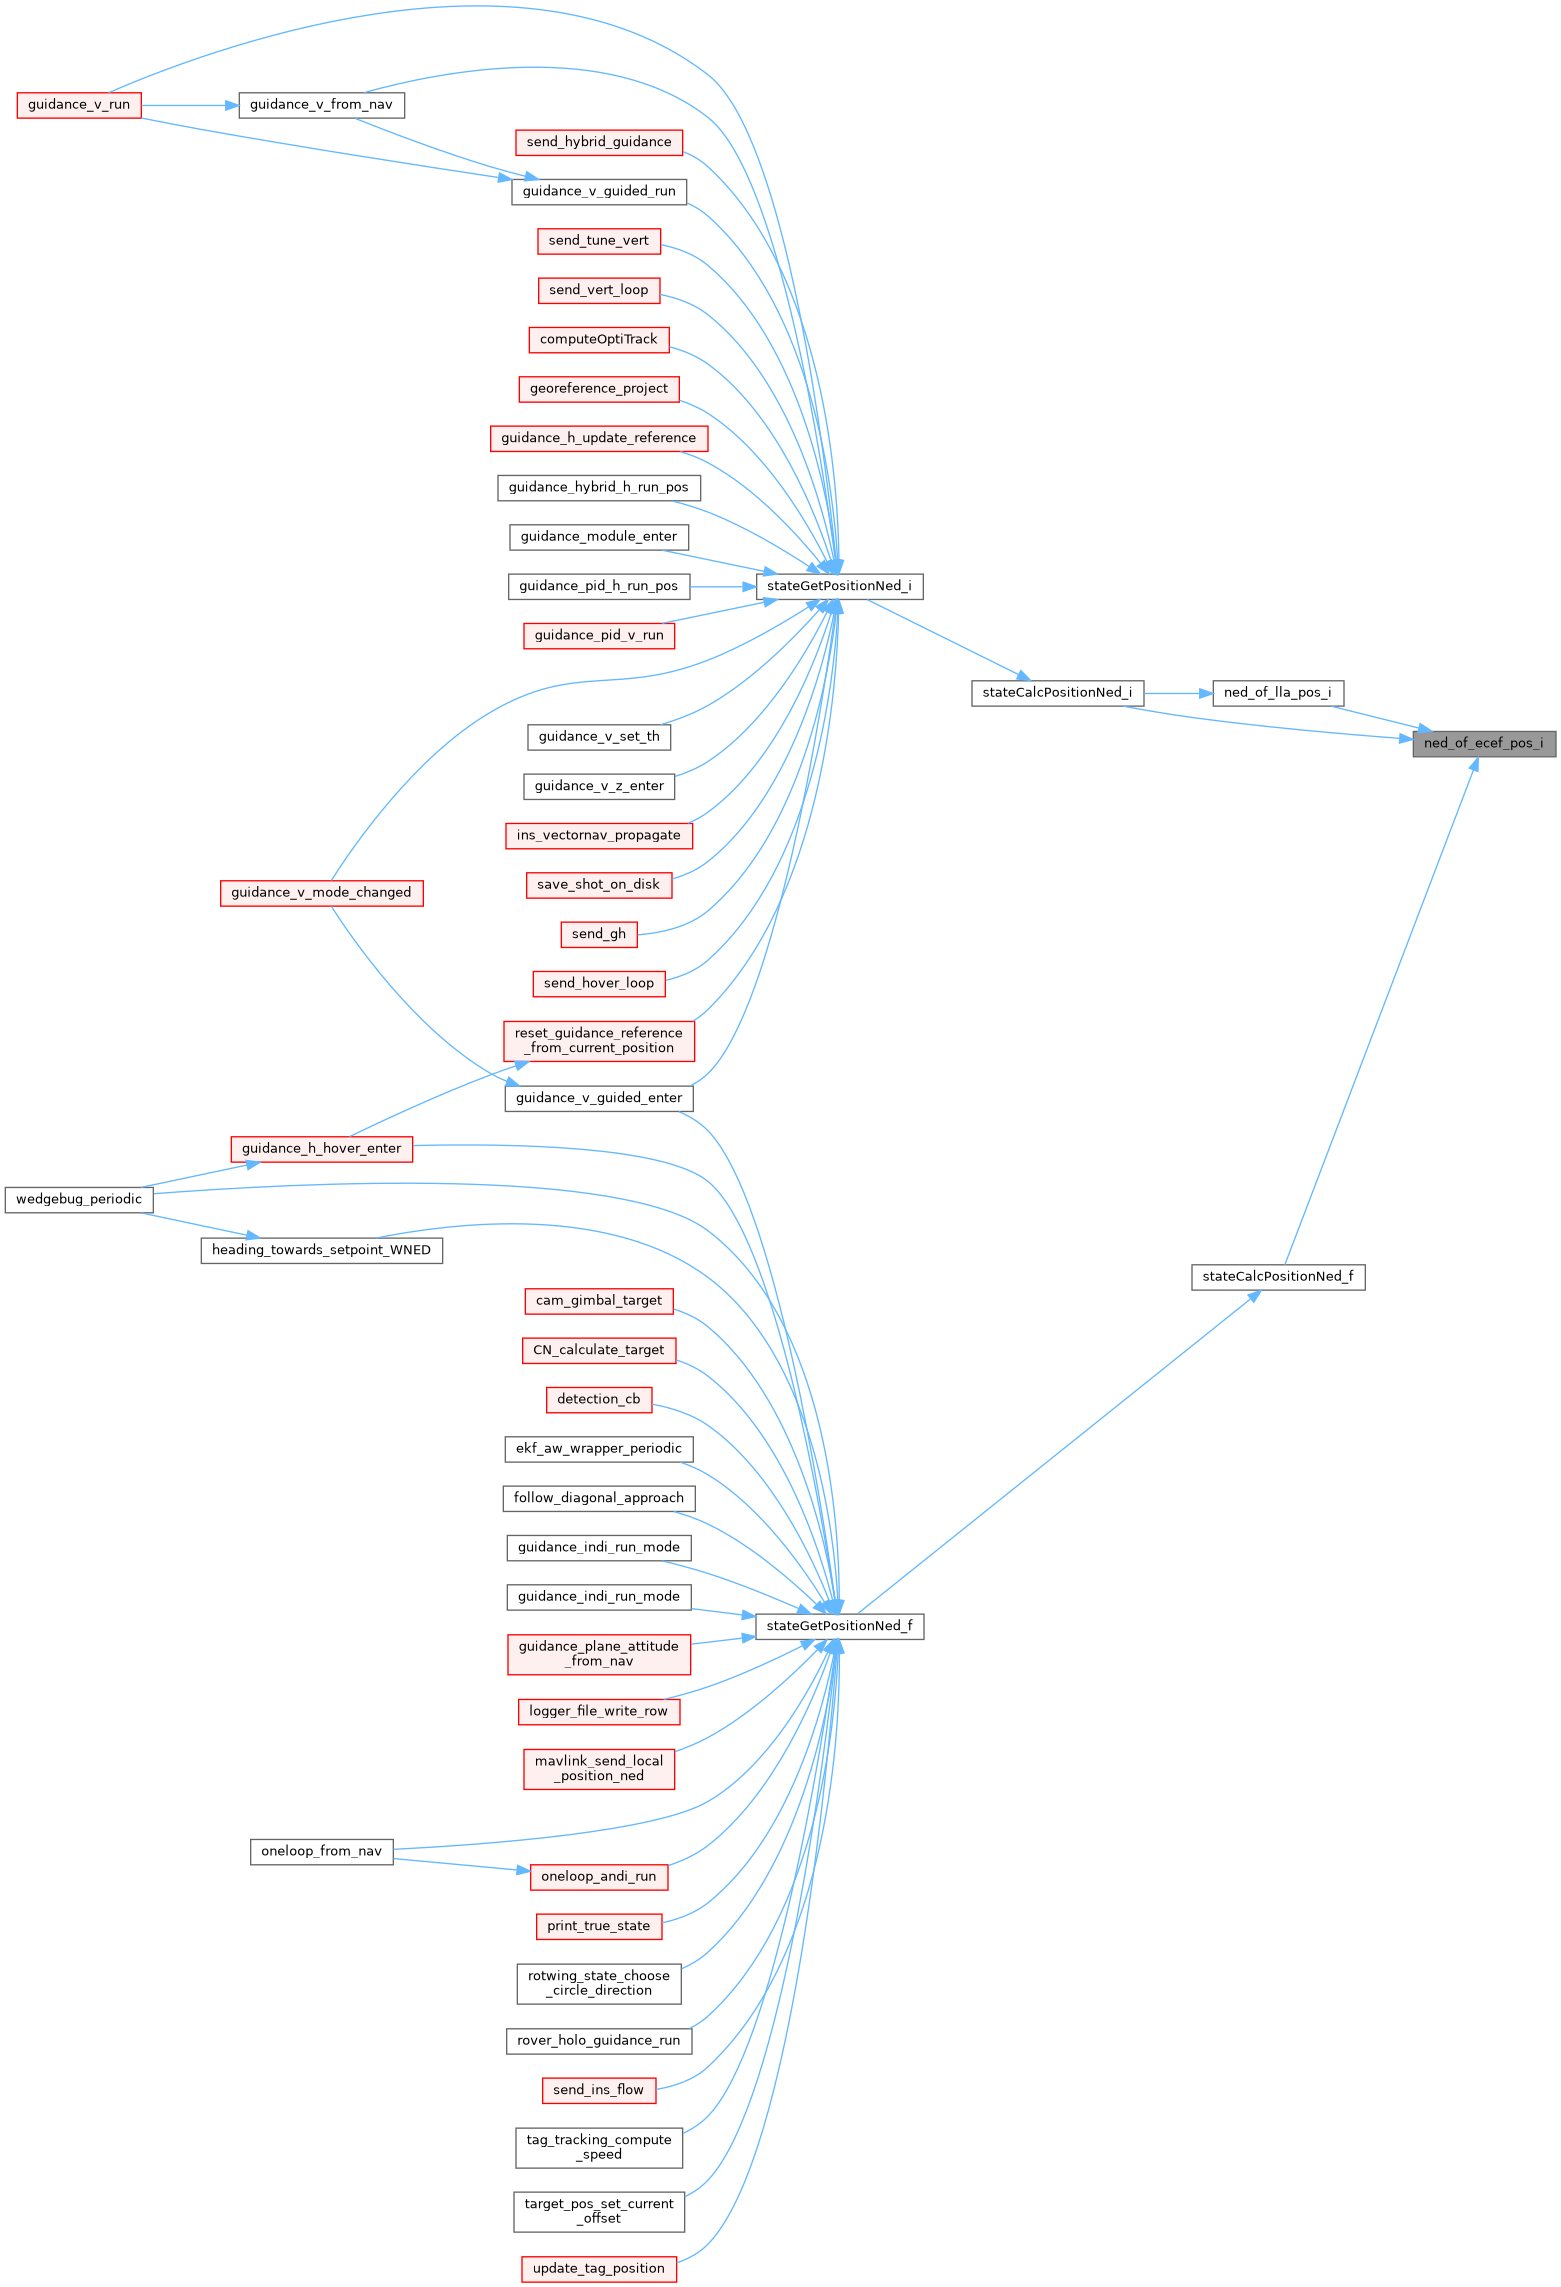 guidance_v_run
guidance_v_from_nav
send_hybrid_guidance
guidance_v_guided_run
send_tune_vert
send_vert_loop
computeOptiTrack
georeference_project
guidance_h_update_reference
guidance_hybrid_h_run_pos
guidance_module_enter
stateGetPositionNed_i
guidance_pid_h_run_pos
guidance_pid_v_run
stateCalcPositionNed_i
ned_of_lla_pos_i
guidance_v_set_th
ned_of_ecef_pos_i
guidance_v_z_enter
ins_vectornav_propagate
save_shot_on_disk
guidance_v_mode_changed
send_gh
send_hover_loop
reset_guidance_reference
_from_current_position
guidance_v_guided_enter
guidance_h_hover_enter
wedgebug_periodic
heading_towards_setpoint_WNED
stateCalcPositionNed_f
cam_gimbal_target
CN_calculate_target
detection_cb
ekf_aw_wrapper_periodic
follow_diagonal_approach
guidance_indi_run_mode
guidance_indi_run_mode
stateGetPositionNed_f
guidance_plane_attitude
_from_nav
logger_file_write_row
mavlink_send_local
_position_ned
oneloop_from_nav
oneloop_andi_run
print_true_state
rotwing_state_choose
_circle_direction
rover_holo_guidance_run
send_ins_flow
tag_tracking_compute
_speed
target_pos_set_current
_offset
update_tag_position